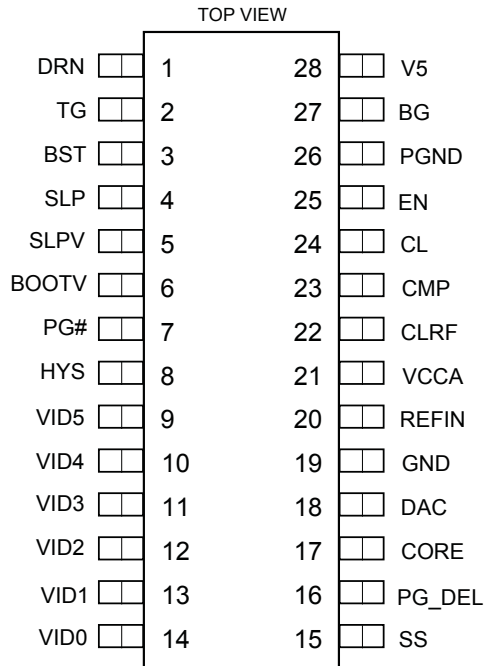 TOP VIEW
DRN 1 28 V5
TG 2 27 BG
BST 3 26 PGND
SLP 4 25 EN
SLPV 5 24 CL
BOOTV 6 23 CMP
PG# 7 22 CLRF
HYS 8 21 VCCA
VID5 9 20 REFIN
VID4 10 19 GND
VID3 11 18 DAC
VID2 12 17 CORE
VID1 13 16 PG_DEL
VID0 14 15 SS